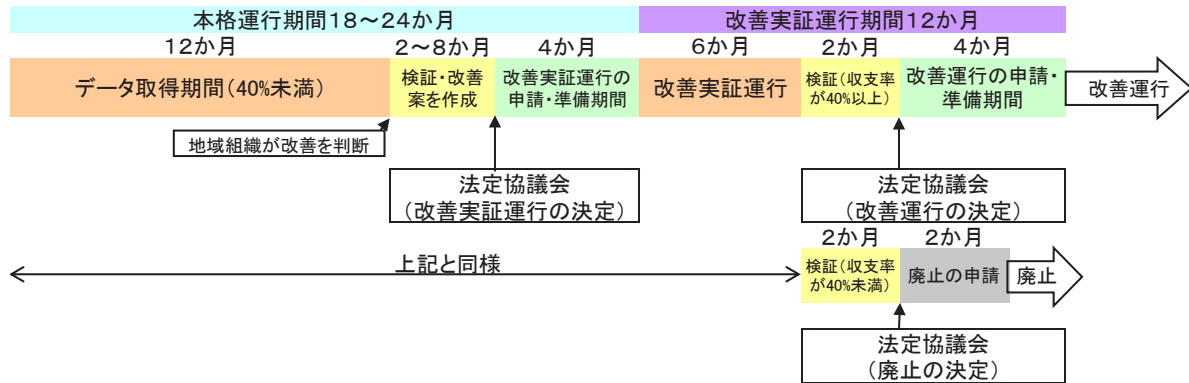 本格運行期間18～24か月
改善実証運行期間12か月
12か月
2～8か月
4か月
6か月
2か月
4か月
データ取得期間(40%未満)
検証・改善
案を作成
改善実証運行の
申請・準備期間
改善実証運行
検証(収支率
が40%以上)
改善運行の申請・
準備期間
改善運行
地域組織が改善を判断
法定協議会
(改善実証運行の決定)
法定協議会
(改善運行の決定)
上記と同様
2か月
2か月
検証(収支率
が40%未満)
廃止の申請
廃止
法定協議会
(廃止の決定)